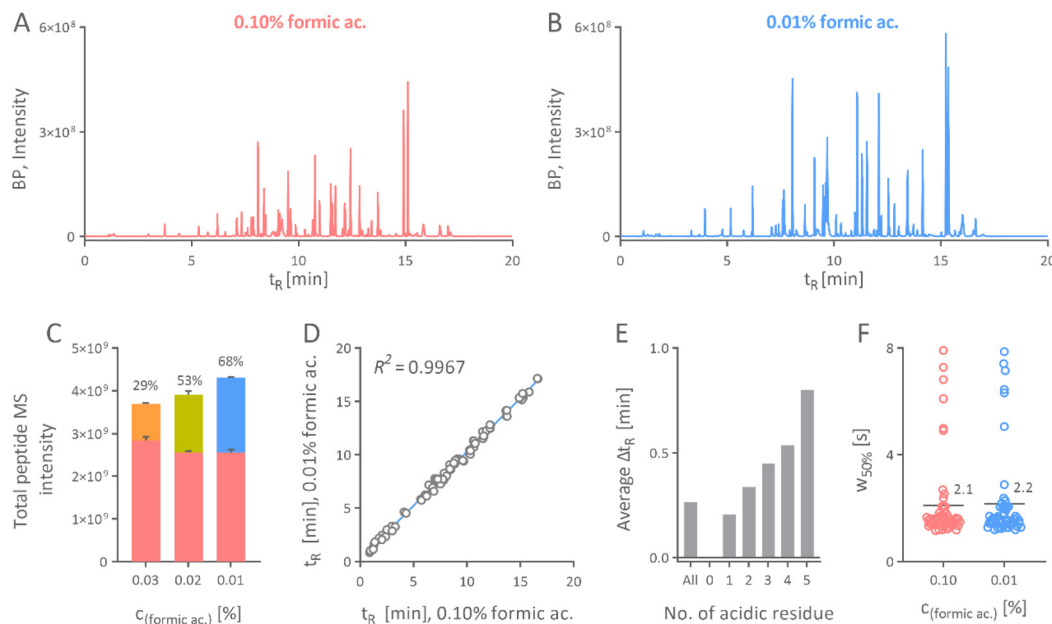 A
0.10% formic ac.
6×10⁸
3×10⁸
0
BP, Intensity
0 5 10 15 20
tR [min]
B
0.01% formic ac.
6×10⁸
3×10⁸
0
BP, Intensity
0 5 10 15 20
tR [min]
C
5×10⁹
4×10⁹
3×10⁹
2×10⁹
1×10⁹
0
Total peptide MS
intensity
29% 53% 68%
0.03 0.02 0.01
c(formic ac.) [%]
D
R² = 0.9967
20
15
10
5
0
tR [min], 0.01% formic ac.
0 5 10 15 20
tR [min], 0.10% formic ac.
E
1.0
0.5
0.0
Average ΔtR [min]
All 0 1 2 3 4 5
No. of acidic residue
F
8
4
0
w50% [s]
2.1 2.2
0.10 0.01
c(formic ac.) [%]